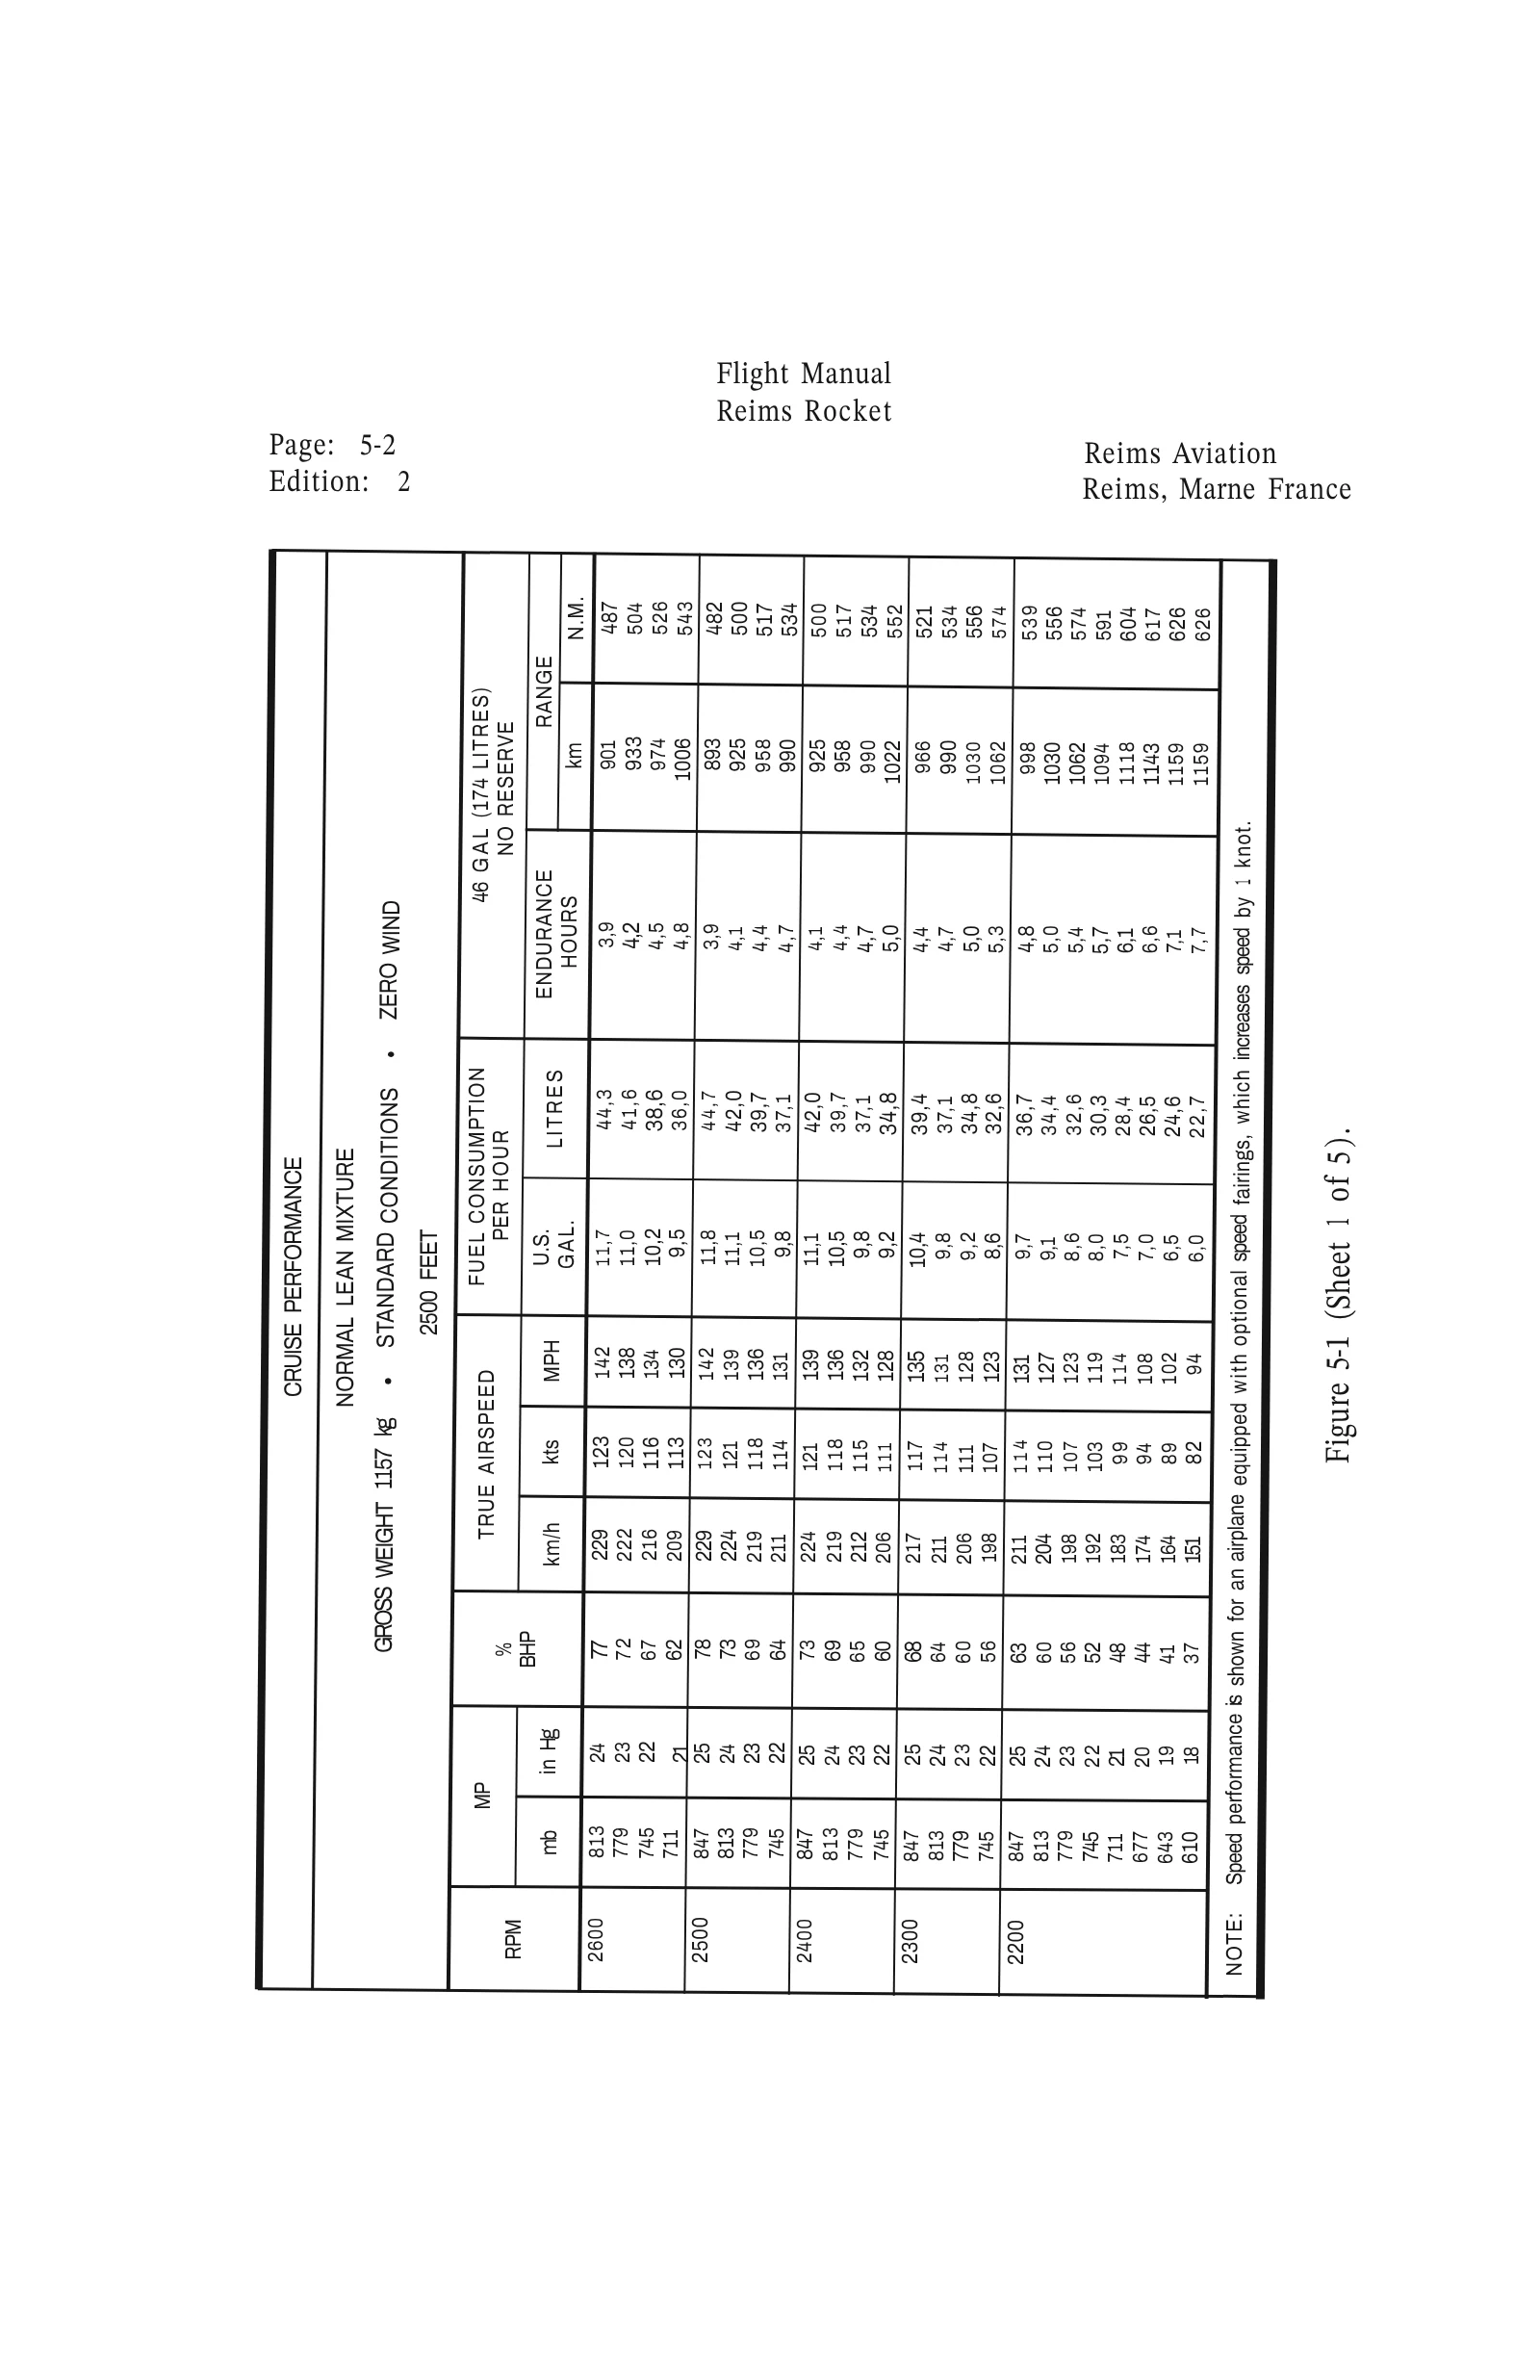 Flight Manual
Reims Rocket
Page: 5-2
Edition: 2
Reims Aviation
Reims, Marne France
CRUISE PERFORMANCE
NORMAL LEAN MIXTURE
GROSS WEIGHT 1157 kg • STANDARD CONDITIONS • ZERO WIND
2500 FEET
RPM MP % BHP TRUE AIRSPEED FUEL CONSUMPTION PER HOUR 46 GAL (174 LITRES) NO RESERVE
mb in Hg km/h kts MPH U.S. GAL. LITRES ENDURANCE HOURS RANGE
km N.M.
2600 813 24 77 229 123 142 11,7 44,3 3,9 901 487
779 23 72 222 120 138 11,0 41,6 4,2 933 504
745 22 67 216 116 134 10,2 38,6 4,5 974 526
711 21 62 209 113 130 9,5 36,0 4,8 1006 543
2500 847 25 78 229 123 142 11,8 44,7 3,9 893 482
813 24 73 224 121 139 11,1 42,0 4,1 925 500
779 23 69 219 118 136 10,5 39,7 4,4 958 517
745 22 64 211 114 131 9,8 37,1 4,7 990 534
2400 847 25 73 224 121 139 11,1 42,0 4,1 925 500
813 24 69 219 118 136 10,5 39,7 4,4 958 517
779 23 65 212 115 132 9,8 37,1 4,7 990 534
745 22 60 206 111 128 9,2 34,8 5,0 1022 552
2300 847 25 68 217 117 135 10,4 39,4 4,4 966 521
813 24 64 211 114 131 9,8 37,1 4,7 990 534
779 23 60 206 111 128 9,2 34,8 5,0 1030 556
745 22 56 198 107 123 8,6 32,6 5,3 1062 574
2200 847 25 63 211 114 131 9,7 36,7 4,8 998 539
813 24 60 204 110 127 9,1 34,4 5,0 1030 556
779 23 56 198 107 123 8,6 32,6 5,4 1062 574
745 22 52 192 103 119 8,0 30,3 5,7 1094 591
711 21 48 183 99 114 7,5 28,4 6,1 1118 604
677 20 44 174 94 108 7,0 26,5 6,6 1143 617
643 19 41 164 89 102 6,5 24,6 7,1 1159 626
610 18 37 151 82 94 6,0 22,7 7,7 1159 626
NOTE: Speed performance is shown for an airplane equipped with optional speed fairings, which increases speed by 1 knot.
Figure 5-1 (Sheet 1 of 5).